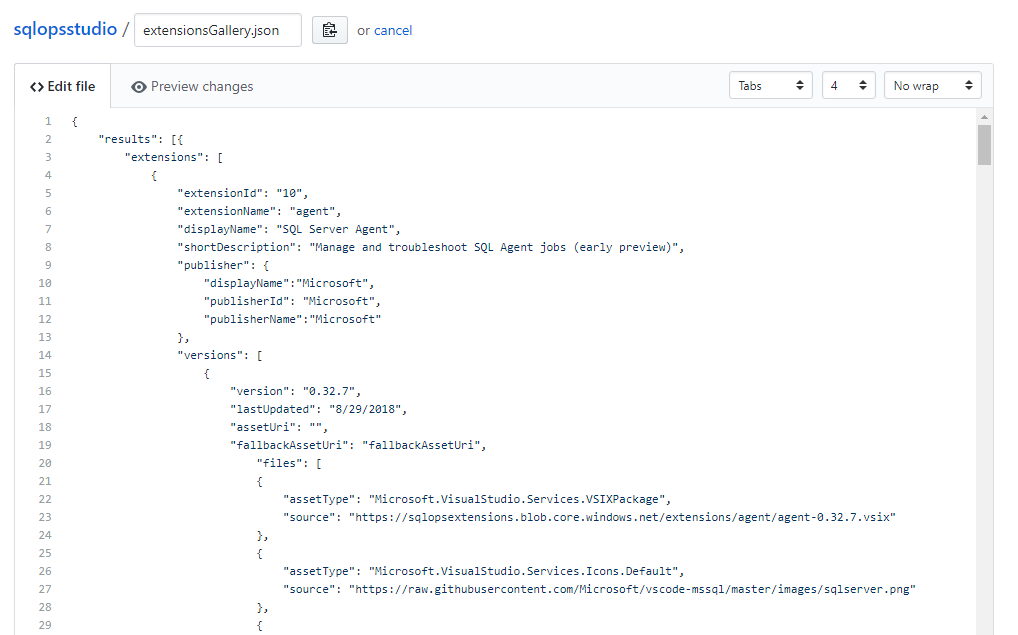 sqlopsstudio / extensionsGallery.json or cancel
Edit file Preview changes Tabs 4 No wrap
1 {
2 "results": [{
3 "extensions": [
4 {
5 "extensionId": "10",
6 "extensionName": "agent",
7 "displayName": "SQL Server Agent",
8 "shortDescription": "Manage and troubleshoot SQL Agent jobs (early preview)",
9 "publisher": {
10 "displayName":"Microsoft",
11 "publisherId": "Microsoft",
12 "publisherName":"Microsoft"
13 },
14 "versions": [
15 {
16 "version": "0.32.7",
17 "lastUpdated": "8/29/2018",
18 "assetUri": "",
19 "fallbackAssetUri": "fallbackAssetUri",
20 "files": [
21 {
22 "assetType": "Microsoft.VisualStudio.Services.VSIXPackage",
23 "source": "https://sqlopsextensions.blob.core.windows.net/extensions/agent/agent-0.32.7.vsix"
24 },
25 {
26 "assetType": "Microsoft.VisualStudio.Services.Icons.Default",
27 "source": "https://raw.githubusercontent.com/Microsoft/vscode-mssql/master/images/sqlserver.png"
28 },
29 {